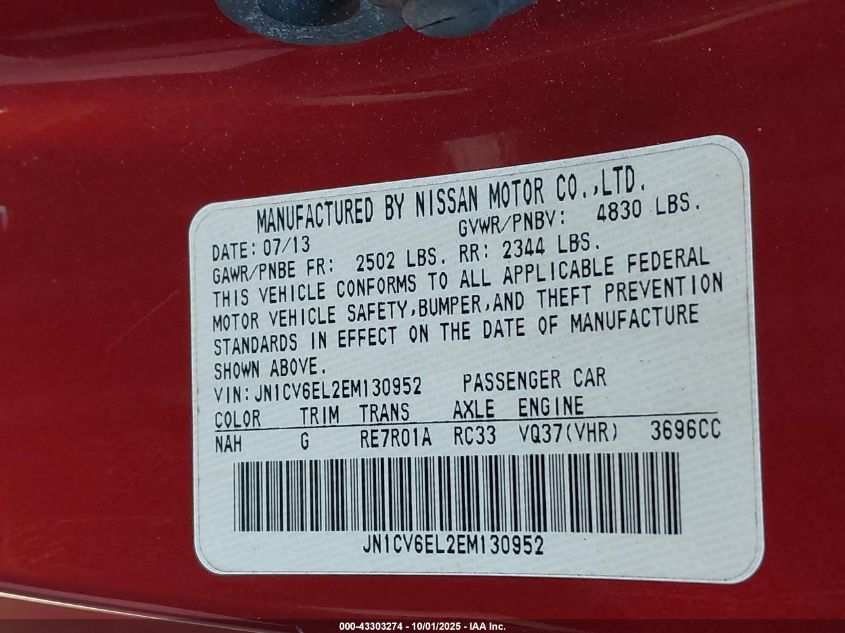 MANUFACTURED BY NISSAN MOTOR CO.,LTD.
DATE: 07/13 GVWR/PNBV: 4830 LBS.
GAWR/PNBE FR: 2502 LBS. RR: 2344 LBS.
THIS VEHICLE CONFORMS TO ALL APPLICABLE FEDERAL
MOTOR VEHICLE SAFETY,BUMPER,AND THEFT PREVENTION
STANDARDS IN EFFECT ON THE DATE OF MANUFACTURE
SHOWN ABOVE.
VIN:JN1CV6EL2EM130952 PASSENGER CAR
COLOR TRIM TRANS AXLE ENGINE
NAH G RE7R01A RC33 VQ37(VHR) 3696CC
JN1CV6EL2EM130952
000-43303274 - 10/01/2025 - IAA Inc.